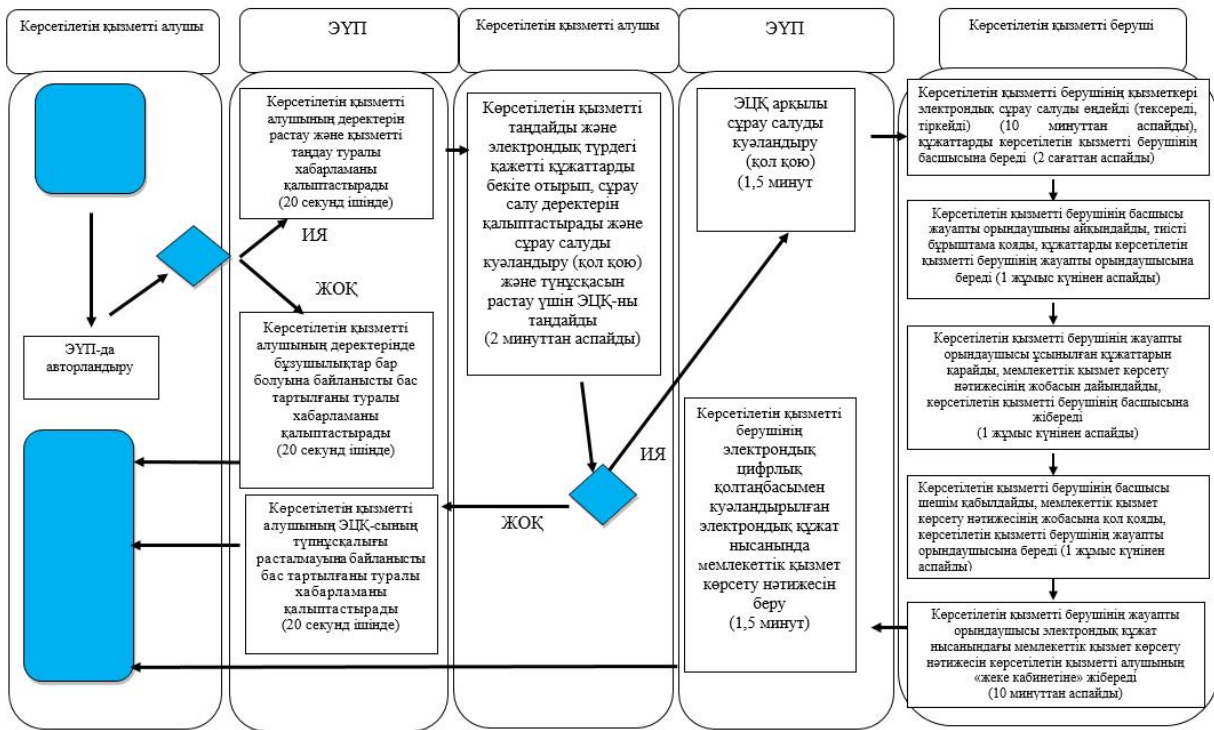 Көрсетілетін қызметті алушы
ЭҮП
Көрсетілетін қызметті алушы
ЭҮП
Көрсетілетін қызметті беруші
ЭҮП-да
авторландыру
Көрсетілетін қызметті
алушының деректерін
растау және қызметті
таңдау туралы
хабарламаны
қалыптастырады
(20 секунд ішінде)
ИЯ
ЖОҚ
Көрсетілетін қызметті
алушының деректерінде
бұзушылықтар бар
болуына байланысты бас
тартылғаны туралы
хабарламаны
қалыптастырады
(20 секунд ішінде)
Көрсетілетін қызметті
алушының ЭЦҚ-сының
түпнұсқалығы
расталмауына байланысты
бас тартылғаны туралы
хабарламаны
қалыптастырады
(20 секунд ішінде)
Көрсетілетін қызметті
таңдайды және
электрондық түрдегі
қажетті құжаттарды
бекіте отырып, сұрау
салу деректерін
қалыптастырады және
сұрау салуды
куәландыру (қол қою)
және түнұсқасын
растау үшін ЭЦҚ-ны
таңдайды
(2 минуттан аспайды)
ИЯ
ЖОҚ
ЭЦҚ арқылы
сұрау салуды
куәландыру
(қол қою)
(1,5 минут
Көрсетілетін қызметті
берушінің
электрондық
цифрлық
қолтаңбасымен
куәландырылған
электрондық құжат
нысанында
мемлекеттік қызмет
көрсету нәтижесін
беру
(1,5 минут)
Көрсетілетін қызметті берушінің қызметкері
электрондық сұрау салуды өңдейді (тексереді,
тіркейді) (10 минуттан аспайды),
құжаттарды көрсетілетін қызметті берушінің
басшысына береді (2 сағаттан аспайды)
Көрсетілетін қызметті берушінің басшысы
жауапты орындаушыны айқындайды, тиісті
бұрыштама қояды, құжаттарды көрсетілетін
қызметті берушінің жауапты орындаушысына
береді (1 жұмыс күнінен аспайды)
Көрсетілетін қызметті берушінің жауапты
орындаушысы ұсынылған құжаттарын
қарайды, мемлекеттік қызмет көрсету
нәтижесінің жобасын дайындайды,
көрсетілетін қызметті берушінің басшысына
жібереді
(1 жұмыс күнінен аспайды)
Көрсетілетін қызметті берушінің басшысы
шешім қабылдайды, мемлекеттік қызмет
көрсету нәтижесінің жобасына қол қояды,
көрсетілетін қызметті берушінің жауапты
орындаушысына береді (1 жұмыс күнінен
аспайды)
Көрсетілетін қызметті берушінің жауапты
орындаушысы электрондық құжат
нысанындағы мемлекеттік қызмет көрсету
нәтижесін көрсетілетін қызметті алушының
«жеке кабинетіне» жібереді
(10 минуттан аспайды)